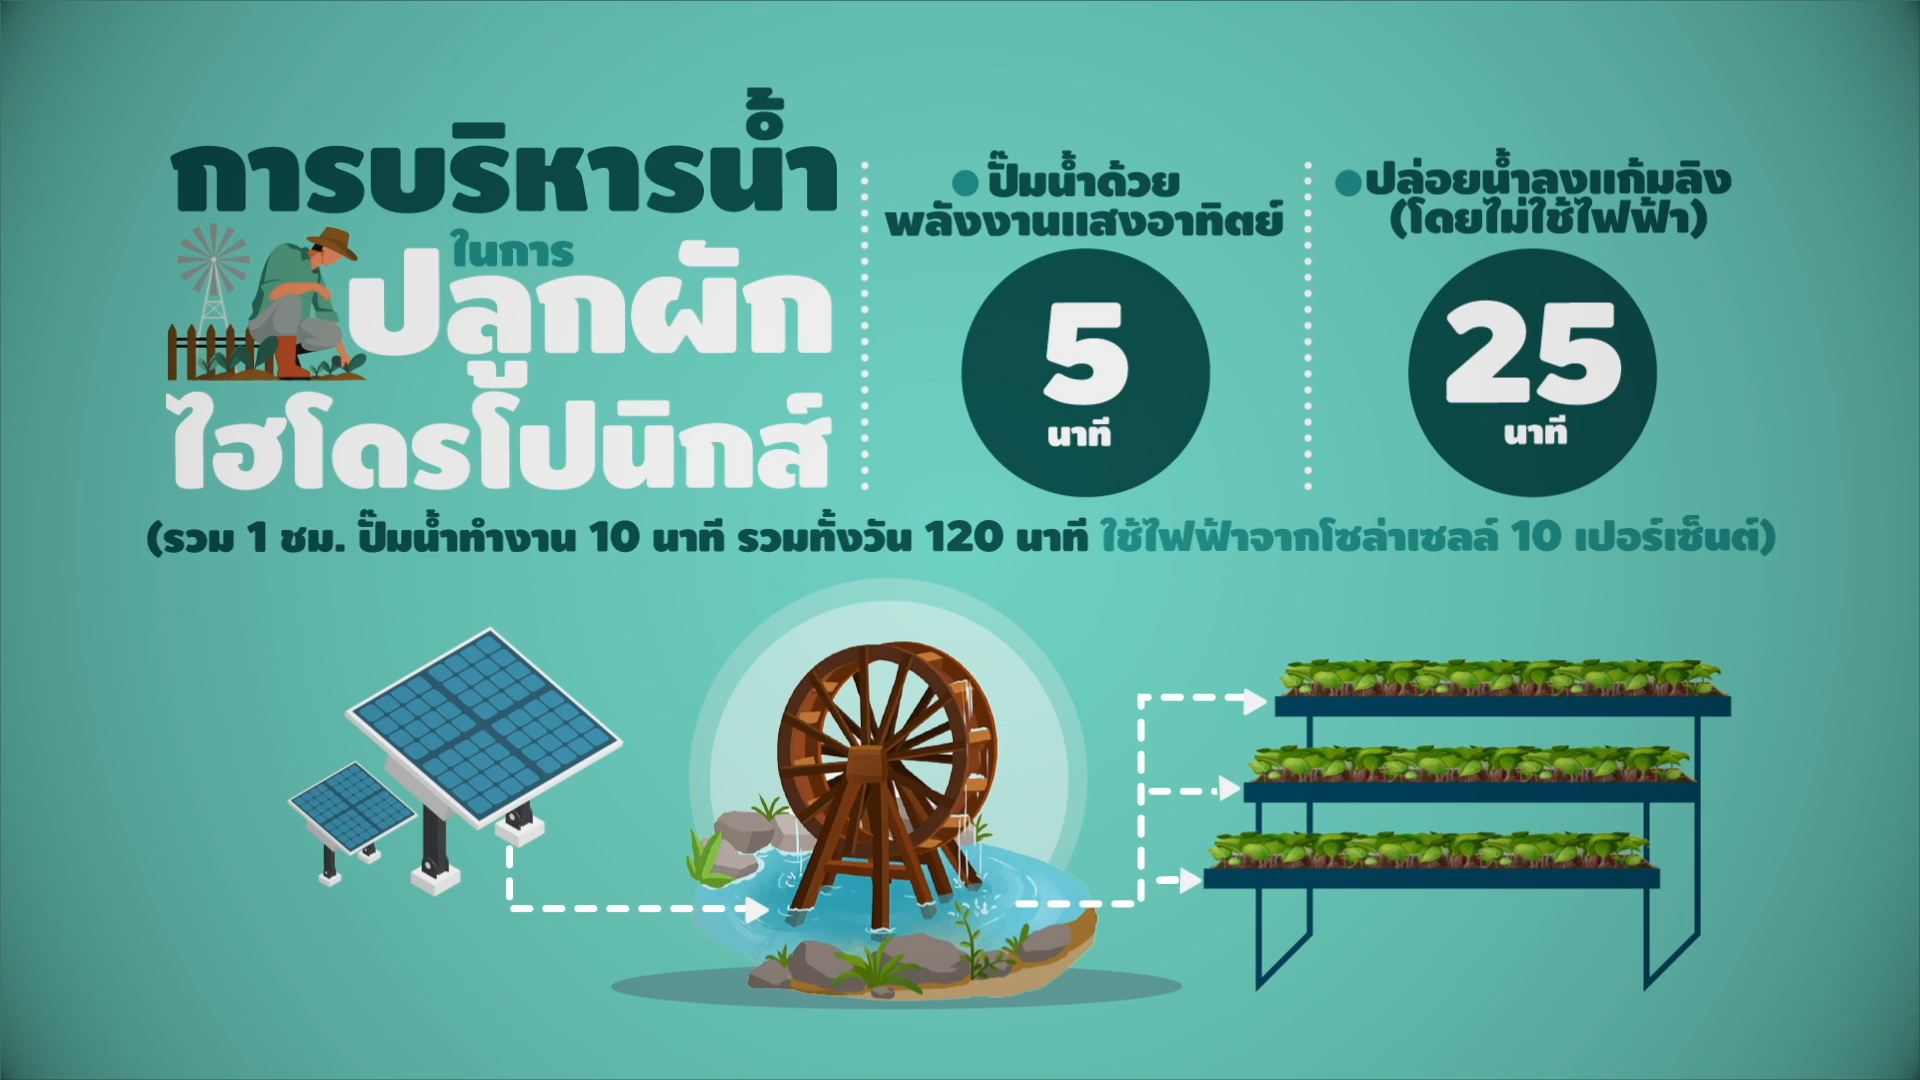 การบริหารน้ำ
ในการ
ปลูกผัก
ไฮโดรโปนิกส์
ปั๊มน้ำด้วย
พลังงานแสงอาทิตย์
5
นาที
ปล่อยน้ำลงแก้มลิง
(โดยไม่ใช้ไฟฟ้า)
25
นาที
(รวม 1 ชม. ปั๊มน้ำทำงาน 10 นาที รวมทั้งวัน 120 นาที ใช้ไฟฟ้าจากโซล่าเซลล์ 10 เปอร์เซ็นต์)